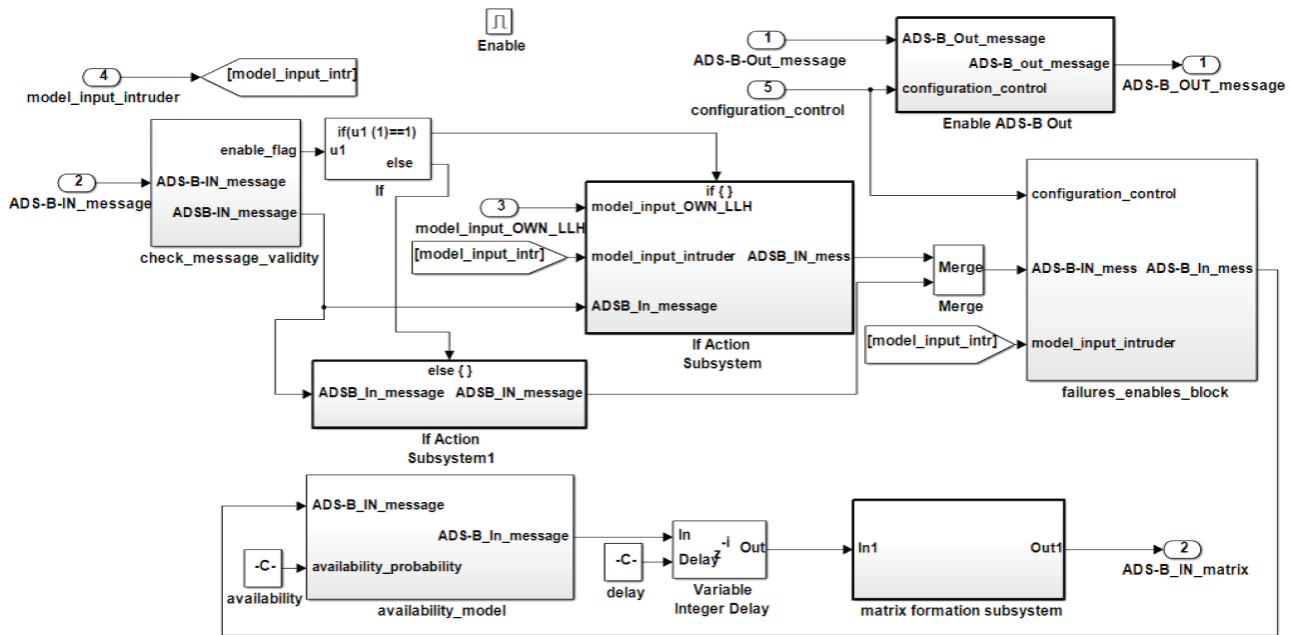 Enable
1
ADS-B-Out_message
5
configuration_control
ADS-B_Out_message
ADS-B_out_message
configuration_control
Enable ADS-B Out
1
ADS-B_OUT_message
4
model_input_intruder
[model_input_intr]
2
ADS-B-IN_message
enable_flag
ADS-B-IN_message
ADSB-IN_message
check_message_validity
if(u1 (1)==1)
u1
else
If
3
model_input_OWN_LLH
[model_input_intr]
if { }
model_input_OWN_LLH
model_input_intruder ADSB_IN_mess
ADSB_In_message
If Action
Subsystem
else { }
ADSB_In_message ADSB_IN_message
If Action
Subsystem1
Merge
Merge
[model_input_intr]
configuration_control
ADS-B-IN_mess ADS-B_In_mess
model_input_intruder
failures_enables_block
-C-
availability
ADS-B_IN_message
ADS-B_In_message
availability_probability
availability_model
-C-
delay
In
Delay
z
-i
Out
Variable
Integer Delay
In1
Out1
matrix formation subsystem
2
ADS-B_IN_matrix